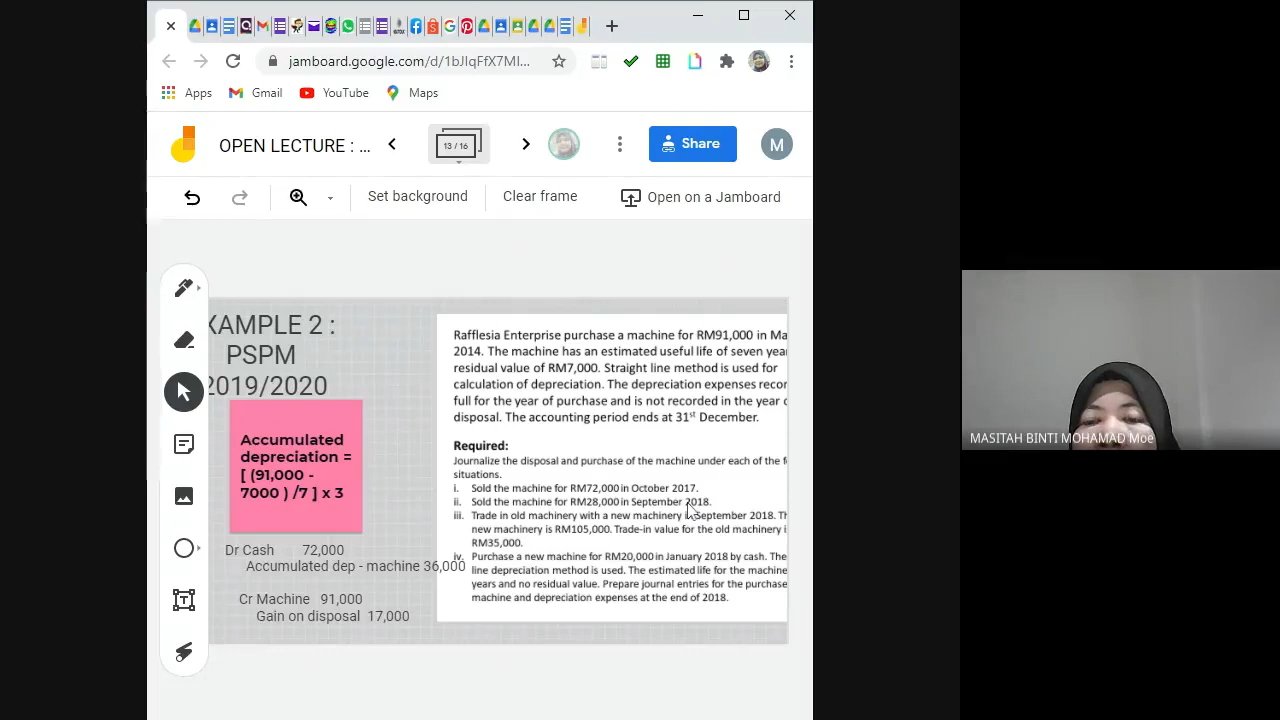 jamboard.google.com/d/1bJIqFfX7MI...
Apps
Gmail
YouTube
Maps
OPEN LECTURE : ...
13 / 16
Share
M
Set background
Clear frame
Open on a Jamboard
XAMPLE 2 :
PSPM
2019/2020
Accumulated
depreciation =
[ (91,000 -
7000 ) /7 ] x 3
Dr Cash 72,000
Accumulated dep - machine 36,000
Cr Machine 91,000
Gain on disposal 17,000
Rafflesia Enterprise purchase a machine for RM91,000 in Ma
2014. The machine has an estimated useful life of seven yea
residual value of RM7,000. Straight line method is used for
calculation of depreciation. The depreciation expenses recor
full for the year of purchase and is not recorded in the year o
disposal. The accounting period ends at 31st December.
Required:
Journalize the disposal and purchase of the machine under each of the f
situations.
i. Sold the machine for RM72,000 in October 2017.
ii. Sold the machine for RM28,000 in September 2018.
iii. Trade in old machinery with a new machinery in September 2018. Th
new machinery is RM105,000. Trade-in value for the old machinery i
RM35,000.
iv. Purchase a new machine for RM20,000 in January 2018 by cash. The
line depreciation method is used. The estimated life for the machine
years and no residual value. Prepare journal entries for the purchase
machine and depreciation expenses at the end of 2018.
MASITAH BINTI MOHAMAD Moe